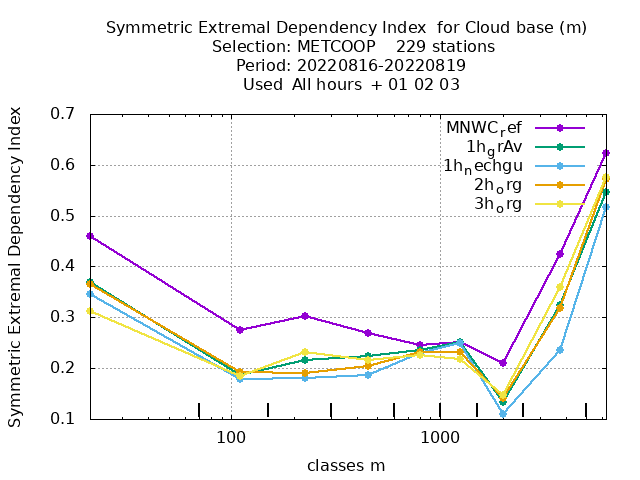 Symmetric Extremal Dependency Index  for Cloud base (m)
Selection: METCOOP    229 stations
Period: 20220816-20220819
Used  All hours  + 01 02 03
Symmetric Extremal Dependency Index
0.7
0.6
0.5
0.4
0.3
0.2
0.1
MNWC_ref
1h_grAv
1h_nechgu
2h_org
3h_org
100
1000
classes m